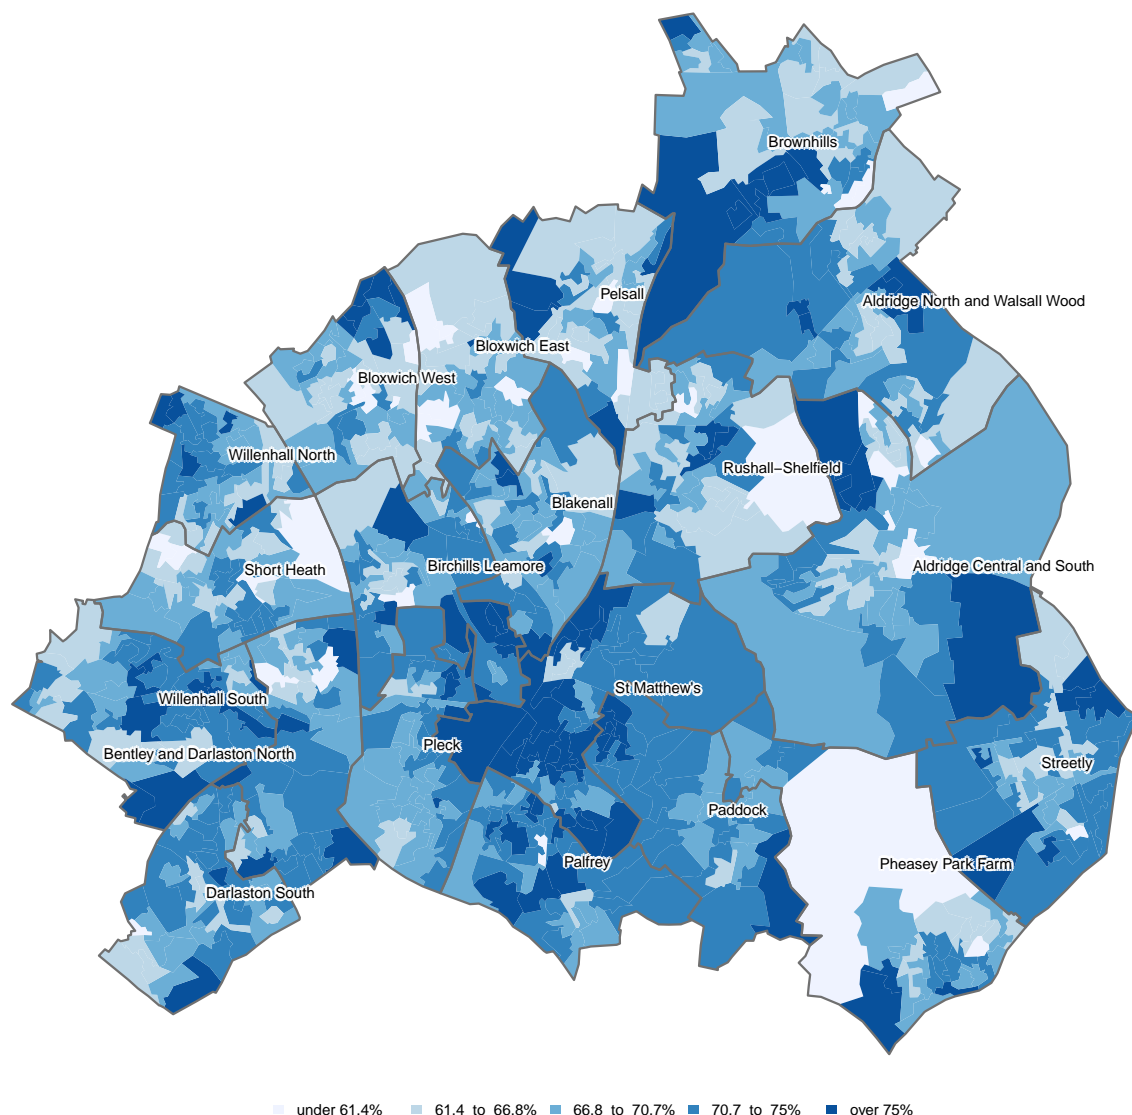 Brownhills
Pelsall
Aldridge North and Walsall Wood
Bloxwich East
Bloxwich West
Willenhall North
Rushall−Shelfield
Blakenall
Short Heath
Birchills Leamore
Aldridge Central and South
St Matthew's
Willenhall South
Pleck
Bentley and Darlaston North
Streetly
Paddock
Palfrey
Pheasey Park Farm
Darlaston South
under 61.4% 61.4 to 66.8% 66.8 to 70.7% 70.7 to 75% over 75%